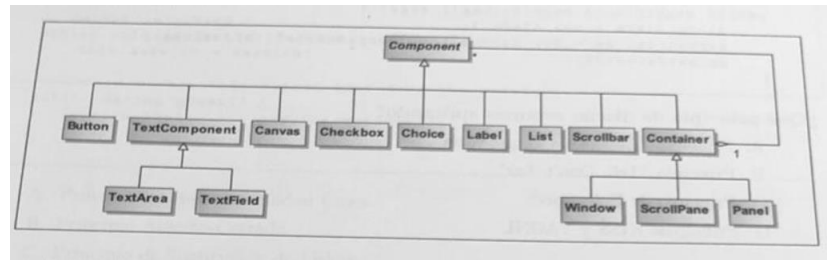 Component
*
Button TextComponent Canvas Checkbox Choice Label List Scrollbar Container
1
TextArea TextField Window ScrollPane Panel